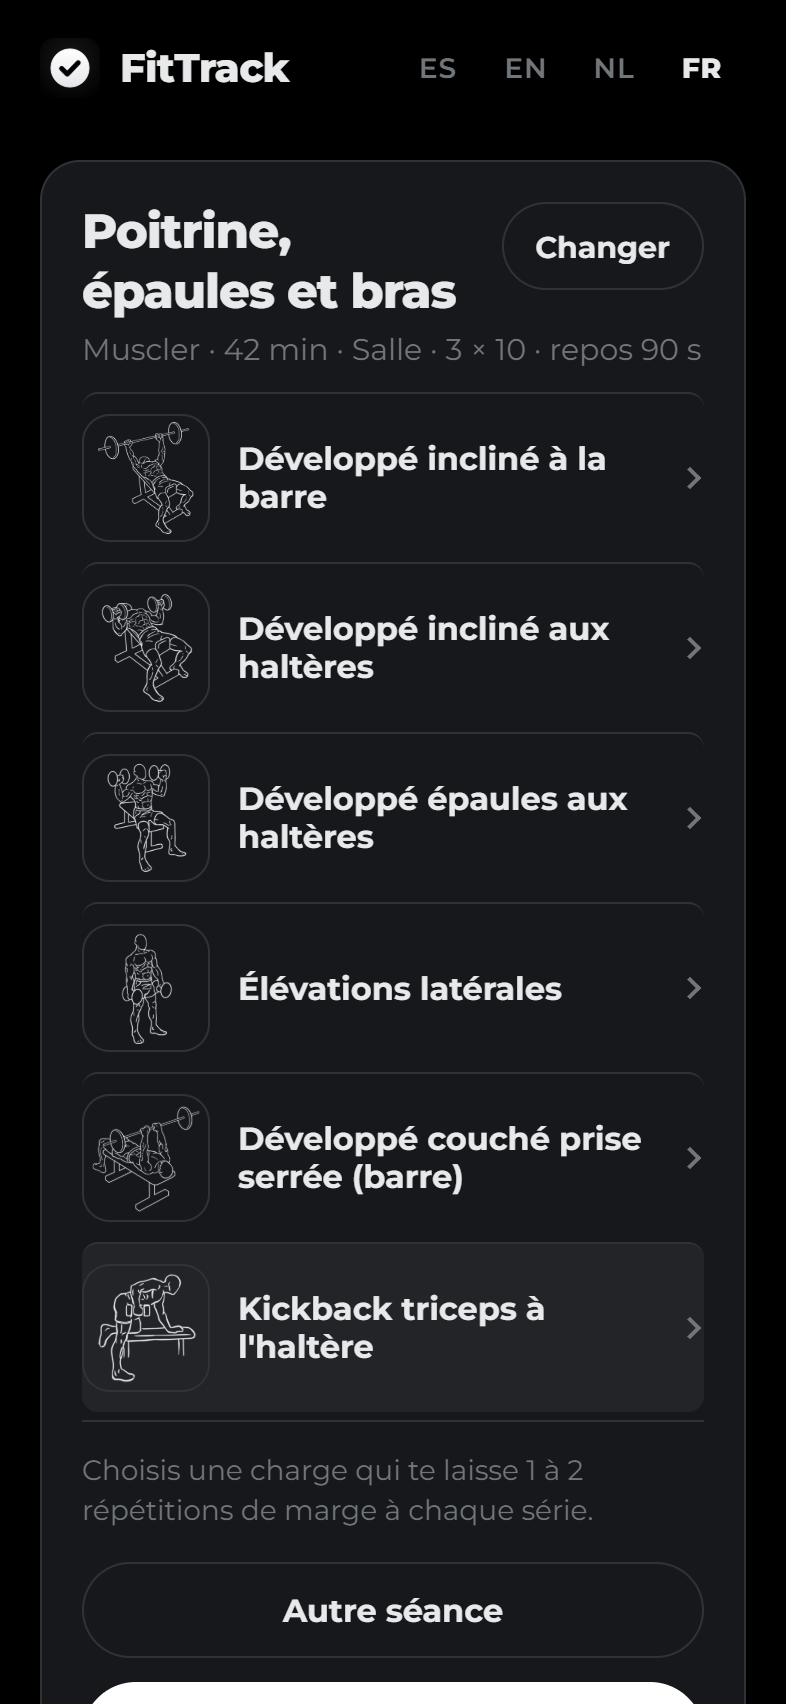 FitTrack
ES EN NL FR
Poitrine,
épaules et bras
Changer
Muscler · 42 min · Salle · 3 × 10 · repos 90 s
Développé incliné à la
barre
Développé incliné aux
haltères
Développé épaules aux
haltères
Élévations latérales
Développé couché prise
serrée (barre)
Kickback triceps à
l'haltère
Choisis une charge qui te laisse 1 à 2
répétitions de marge à chaque série.
Autre séance